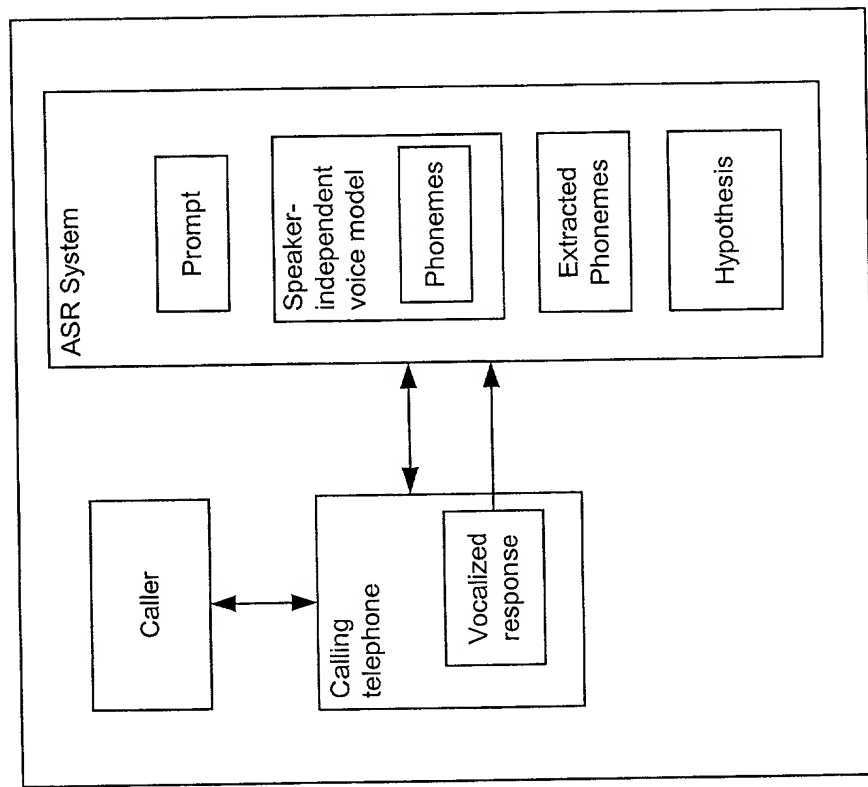 Caller
Calling
telephone
Vocalized
response
ASR System
Prompt
Speaker-
independent
voice model
Phonemes
Extracted
Phonemes
Hypothesis